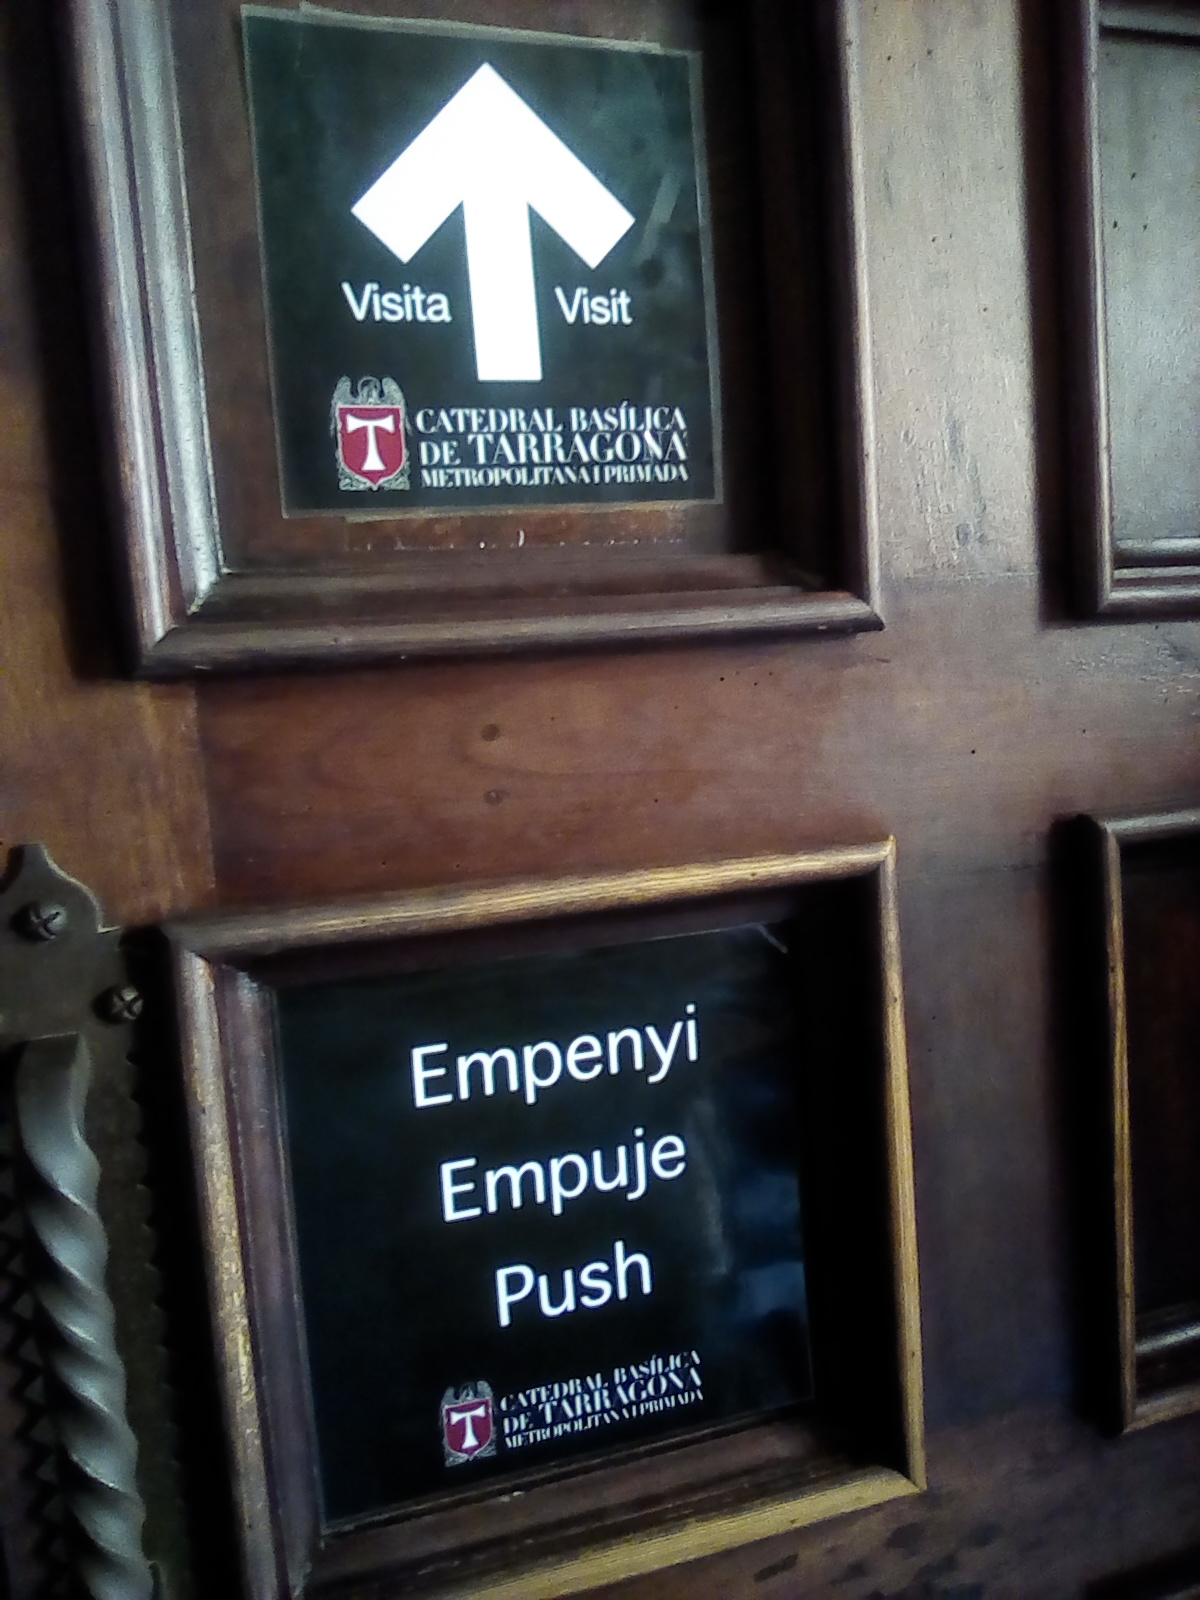 Visita Visit
CATEDRAL BASÍLICA
DE TARRAGONA
METROPOLITANA I PRIMADA
Empenyi
Empuje
Push
CATEDRAL BASÍLICA
DE TARRAGONA
METROPOLITANA I PRIMADA